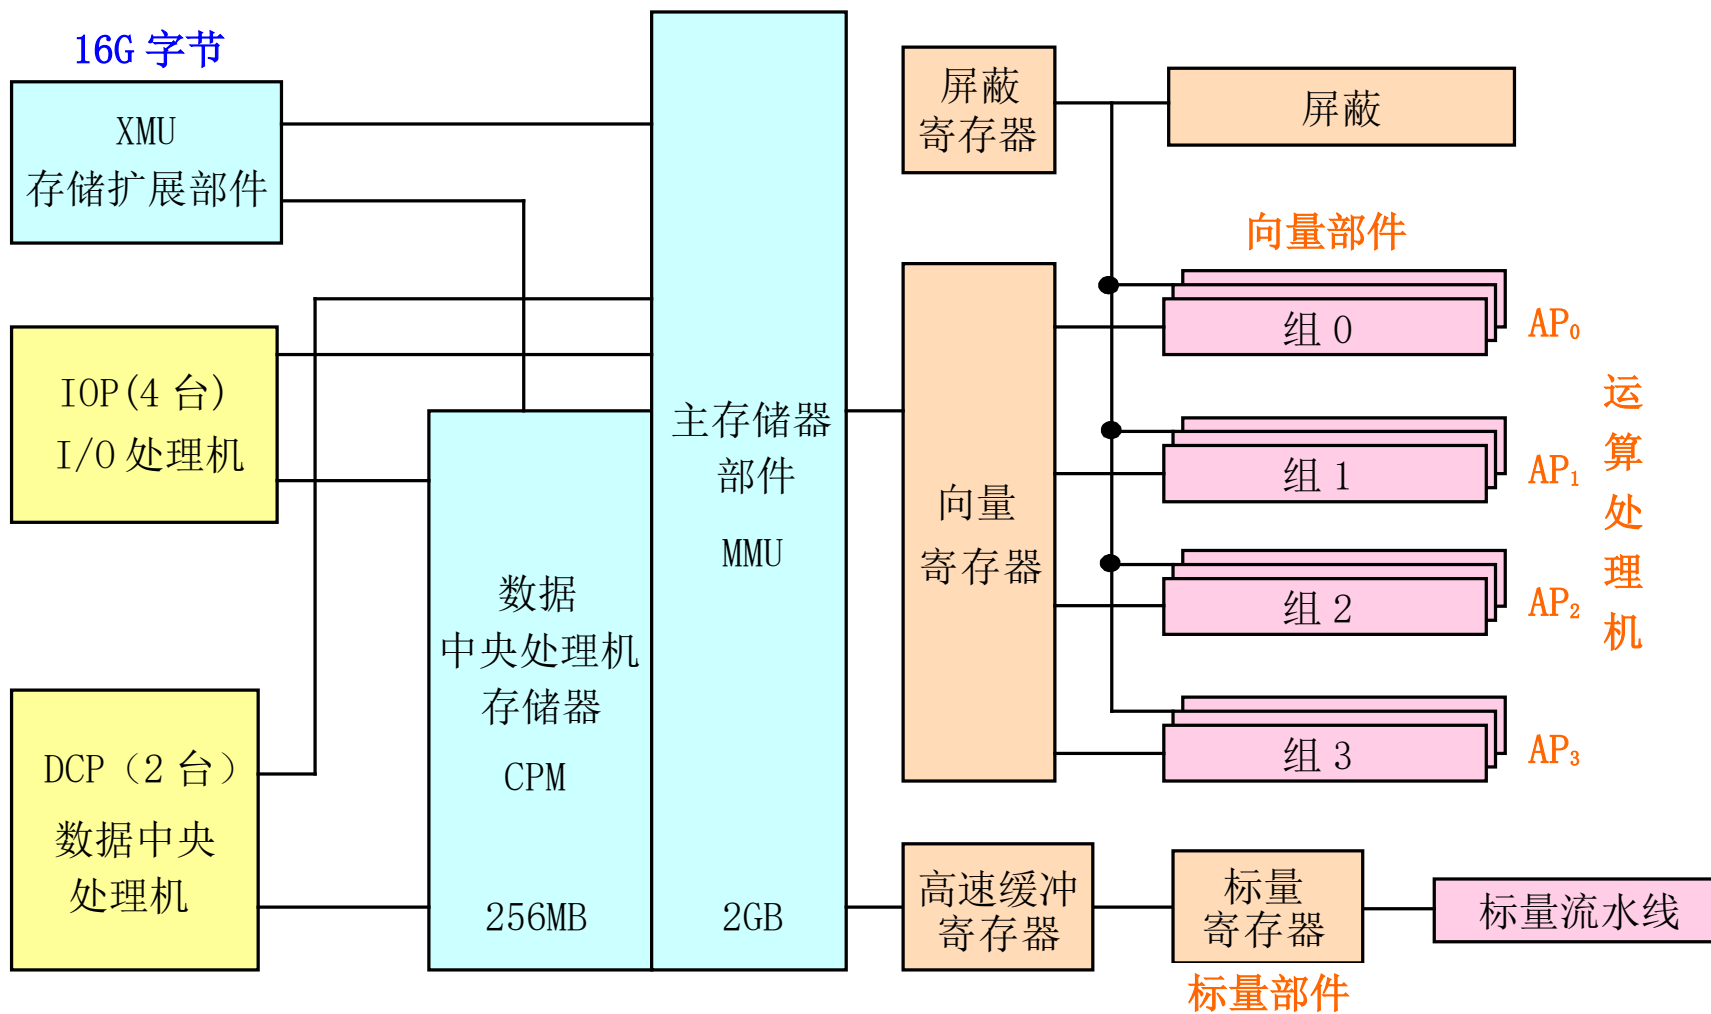 16G 字节
XMU
存储扩展部件
IOP(4 台)
I/O 处理机
DCP（2 台）
数据中央
处理机
数据
中央处理机
存储器
CPM
256MB
主存储器
部件
MMU
2GB
屏蔽
寄存器
屏蔽
向量部件
向量
寄存器
组 0
AP₀
组 1
AP₁
组 2
AP₂
组 3
AP₃
运
算
处
理
机
高速缓冲
寄存器
标量
寄存器
标量流水线
标量部件